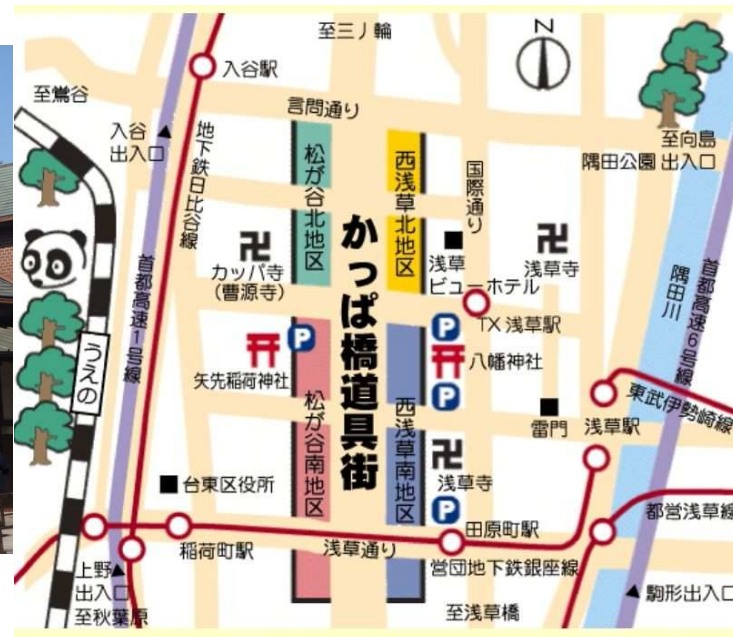 至三ノ輪
N
入谷駅
至鶯谷
言問通り
入谷
出入口
地下鉄日比谷線
松が谷北地区
西浅草北地区
国際通り
至向島
隅田公園 出入口
カッパ寺
(曹源寺)
かっぱ橋道具街
浅草
ビューホテル
浅草寺
隅田川
首都高速6号線
首都高速1号線
TX 浅草駅
うえの
P
矢先稲荷神社
松が谷南地区
西浅草南地区
P
八幡神社
P
雷門
浅草駅
東武伊勢崎線
台東区役所
浅草寺
P
田原町駅
都営浅草線
稲荷町駅
浅草通り
営団地下鉄銀座線
上野
出入口
至秋葉原
至浅草橋
駒形出入口